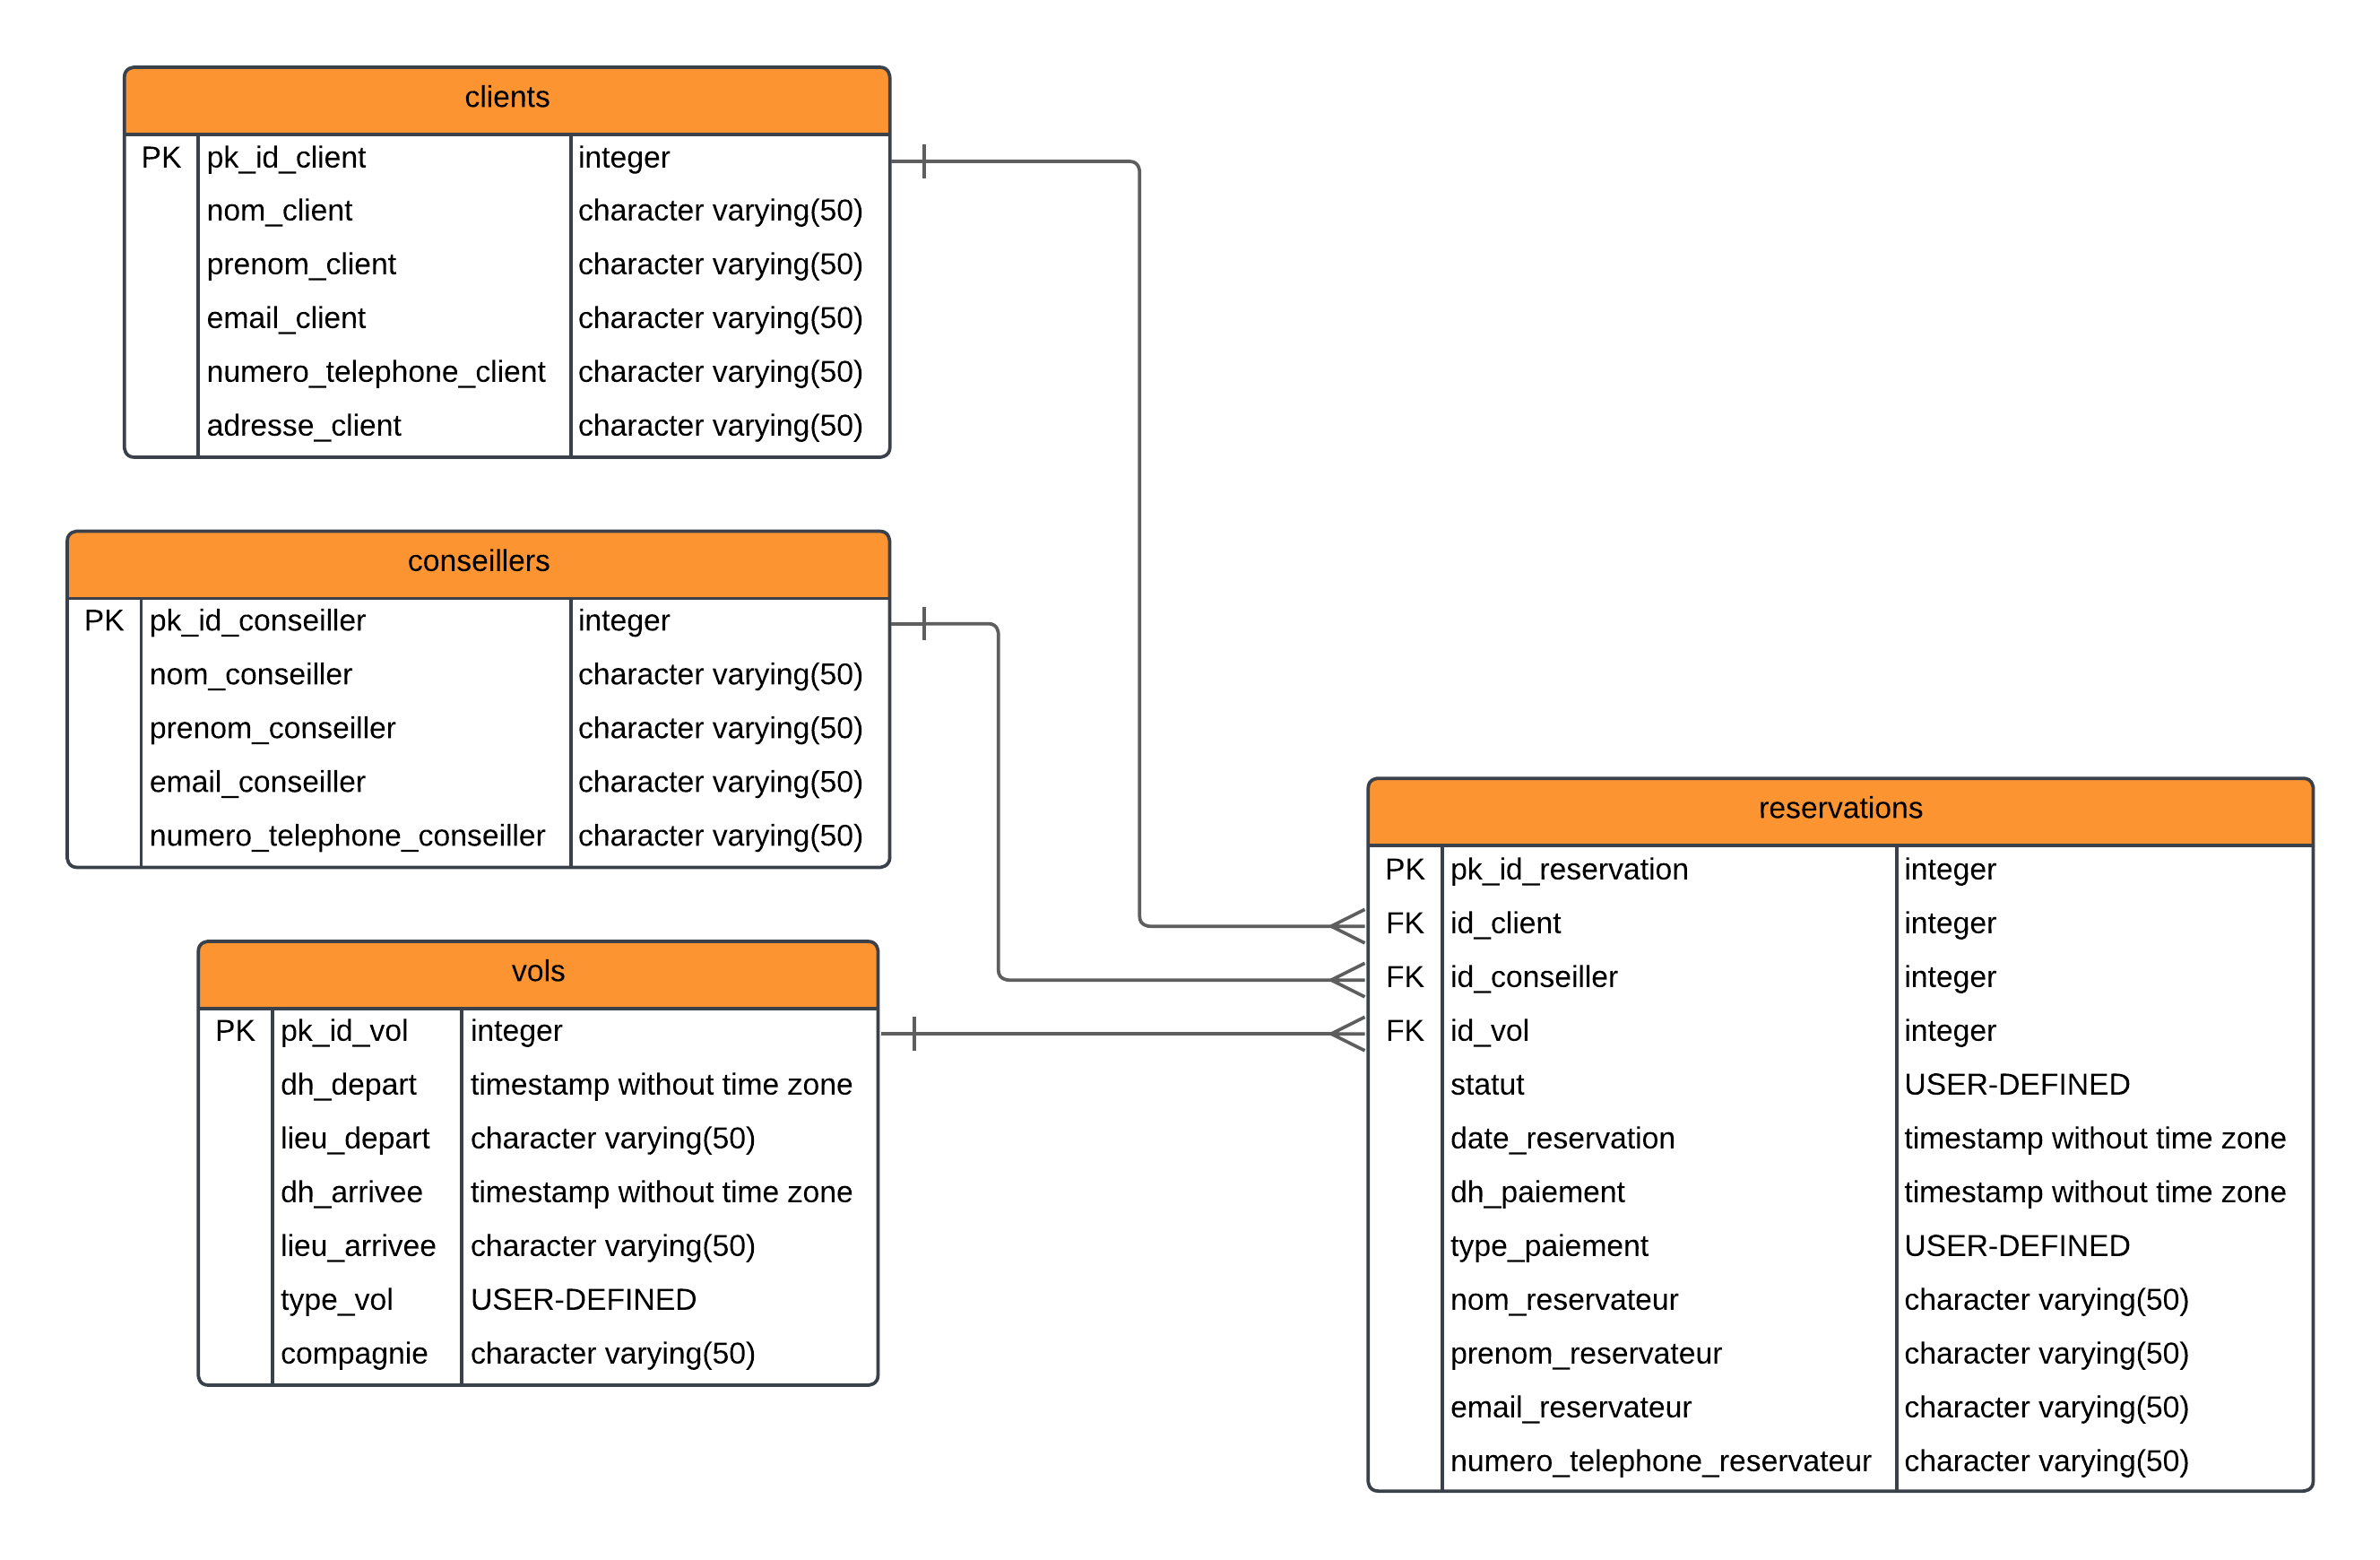 clients
PK pk_id_client integer
nom_client character varying(50)
prenom_client character varying(50)
email_client character varying(50)
numero_telephone_client character varying(50)
adresse_client character varying(50)
conseillers
PK pk_id_conseiller integer
nom_conseiller character varying(50)
prenom_conseiller character varying(50)
email_conseiller character varying(50)
numero_telephone_conseiller character varying(50)
vols
PK pk_id_vol integer
dh_depart timestamp without time zone
lieu_depart character varying(50)
dh_arrivee timestamp without time zone
lieu_arrivee character varying(50)
type_vol USER-DEFINED
compagnie character varying(50)
reservations
PK pk_id_reservation integer
FK id_client integer
FK id_conseiller integer
FK id_vol integer
statut USER-DEFINED
date_reservation timestamp without time zone
dh_paiement timestamp without time zone
type_paiement USER-DEFINED
nom_reservateur character varying(50)
prenom_reservateur character varying(50)
email_reservateur character varying(50)
numero_telephone_reservateur character varying(50)